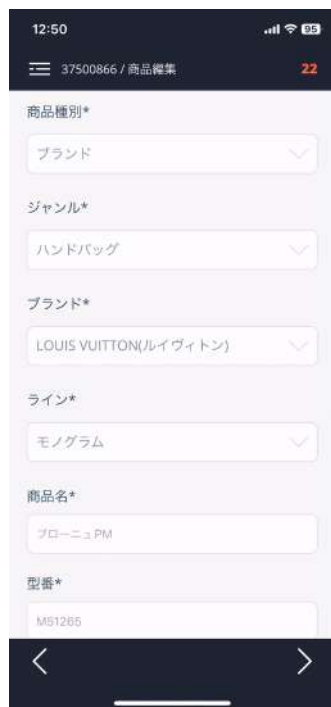 12:50
95
37500866 / 商品編集
22
商品種別*
ブランド
ジャンル*
ハンドバッグ
ブランド*
LOUIS VUITTON(ルイヴィトン)
ライン*
モノグラム
商品名*
ブローニュPM
型番*
M51265